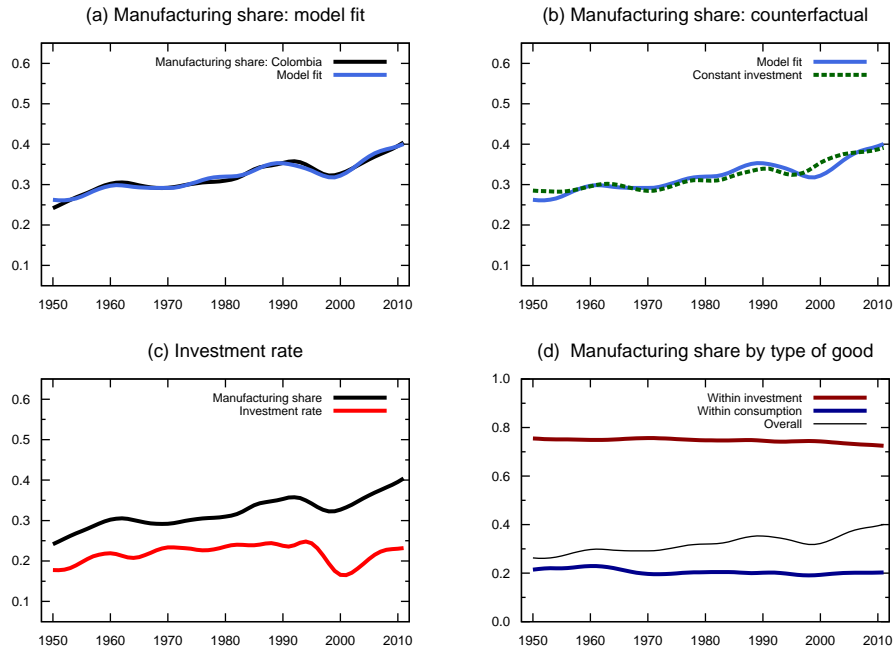 (a) Manufacturing share: model fit
0.6
0.5
0.4
0.3
0.2
0.1
Manufacturing share: Colombia
Model fit
1950 1960 1970 1980 1990 2000 2010
(b) Manufacturing share: counterfactual
0.6
0.5
0.4
0.3
0.2
0.1
Model fit
Constant investment
1950 1960 1970 1980 1990 2000 2010
(c) Investment rate
0.6
0.5
0.4
0.3
0.2
0.1
Manufacturing share
Investment rate
1950 1960 1970 1980 1990 2000 2010
(d) Manufacturing share by type of good
1.0
0.8
0.6
0.4
0.2
0.0
Within investment
Within consumption
Overall
1950 1960 1970 1980 1990 2000 2010